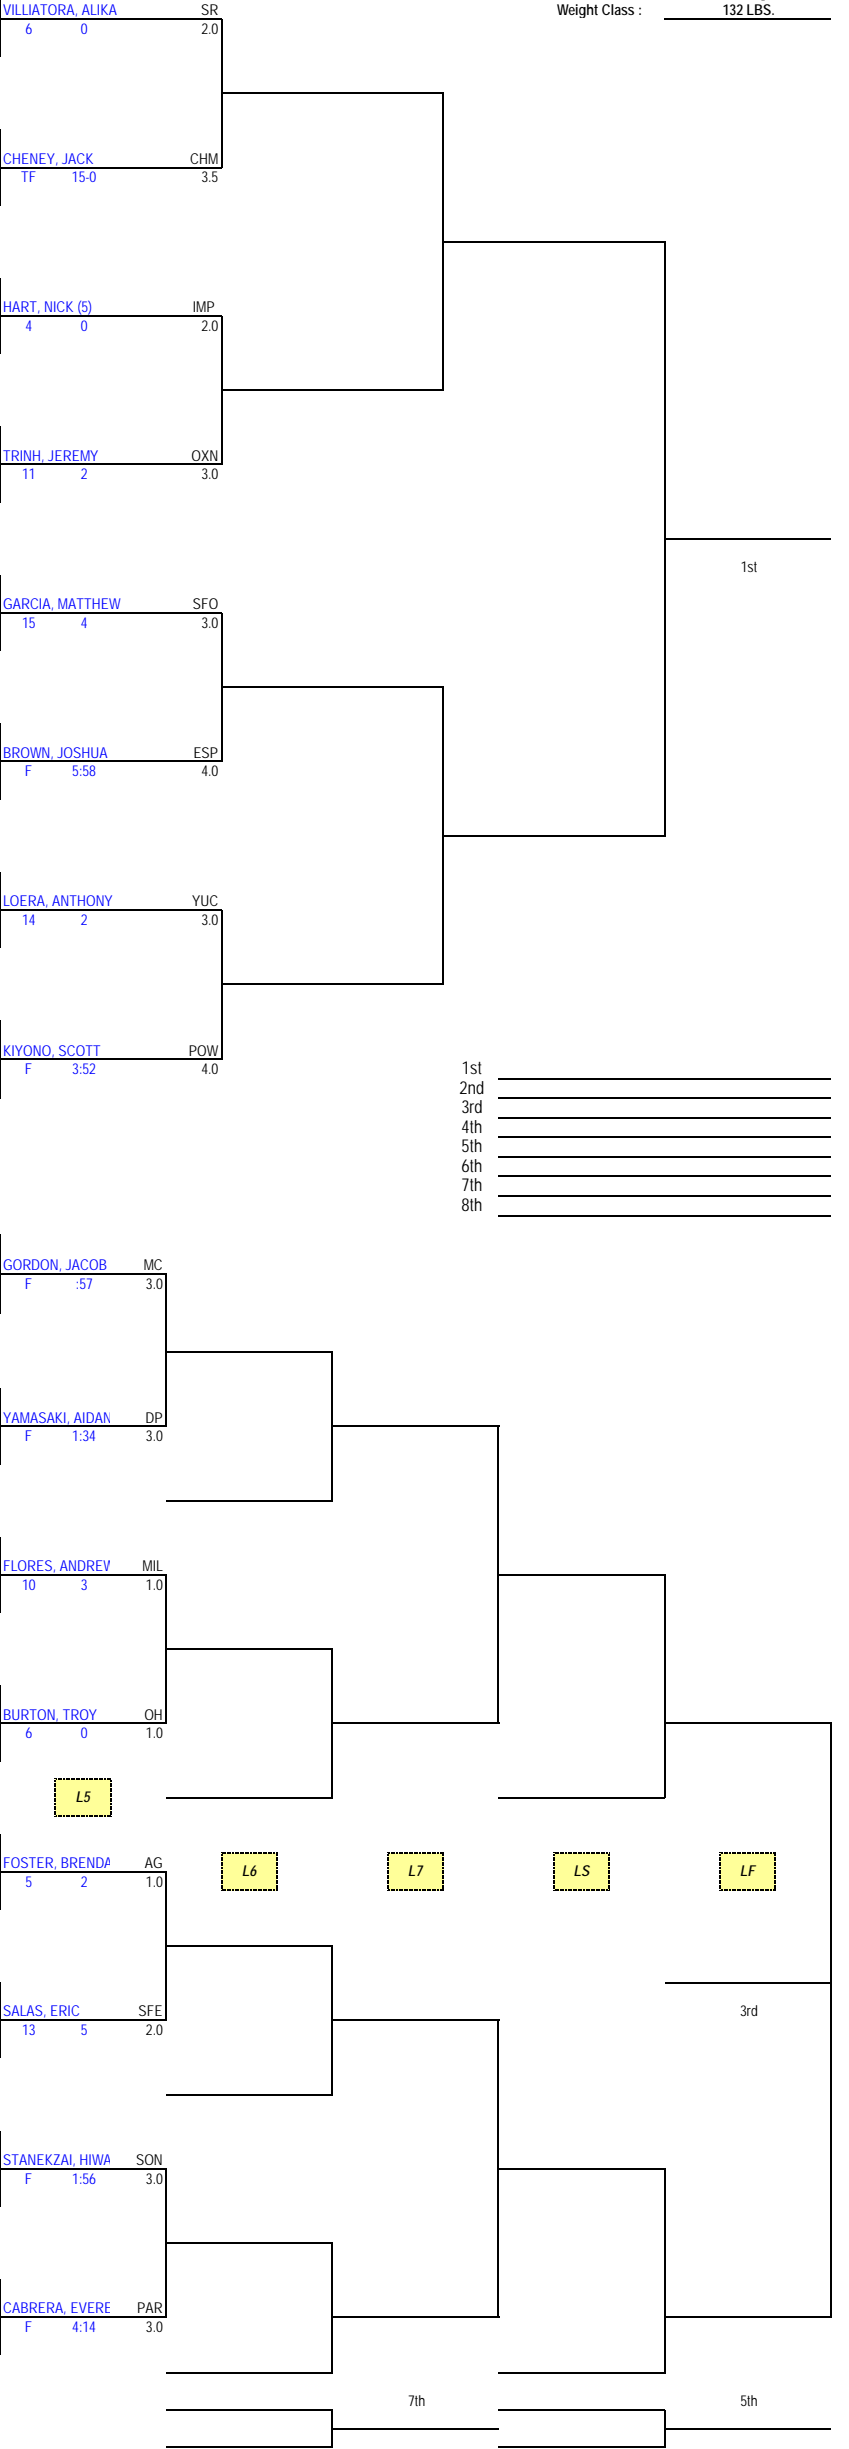 VILLIATORA, ALIKA SR Weight Class : 132 LBS.
6 0 2.0
CHENEY, JACK CHM
TF 15-0 3.5
HART, NICK (5) IMP
4 0 2.0
TRINH, JEREMY OXN
11 2 3.0
1st
GARCIA, MATTHEW SFO
15 4 3.0
BROWN, JOSHUA ESP
F 5:58 4.0
LOERA, ANTHONY YUC
14 2 3.0
KIYONO, SCOTT POW
F 3:52 4.0
1st
2nd
3rd
4th
5th
6th
7th
8th
GORDON, JACOB MC
F :57 3.0
YAMASAKI, AIDAN DP
F 1:34 3.0
FLORES, ANDREW MIL
10 3 1.0
BURTON, TROY OH
6 0 1.0
L5
FOSTER, BRENDA AG
5 2 1.0
L6 L7 LS LF
SALAS, ERIC SFE
13 5 2.0
3rd
STANEKZAI, HIWA SON
F 1:56 3.0
CABRERA, EVERE PAR
F 4:14 3.0
7th 5th